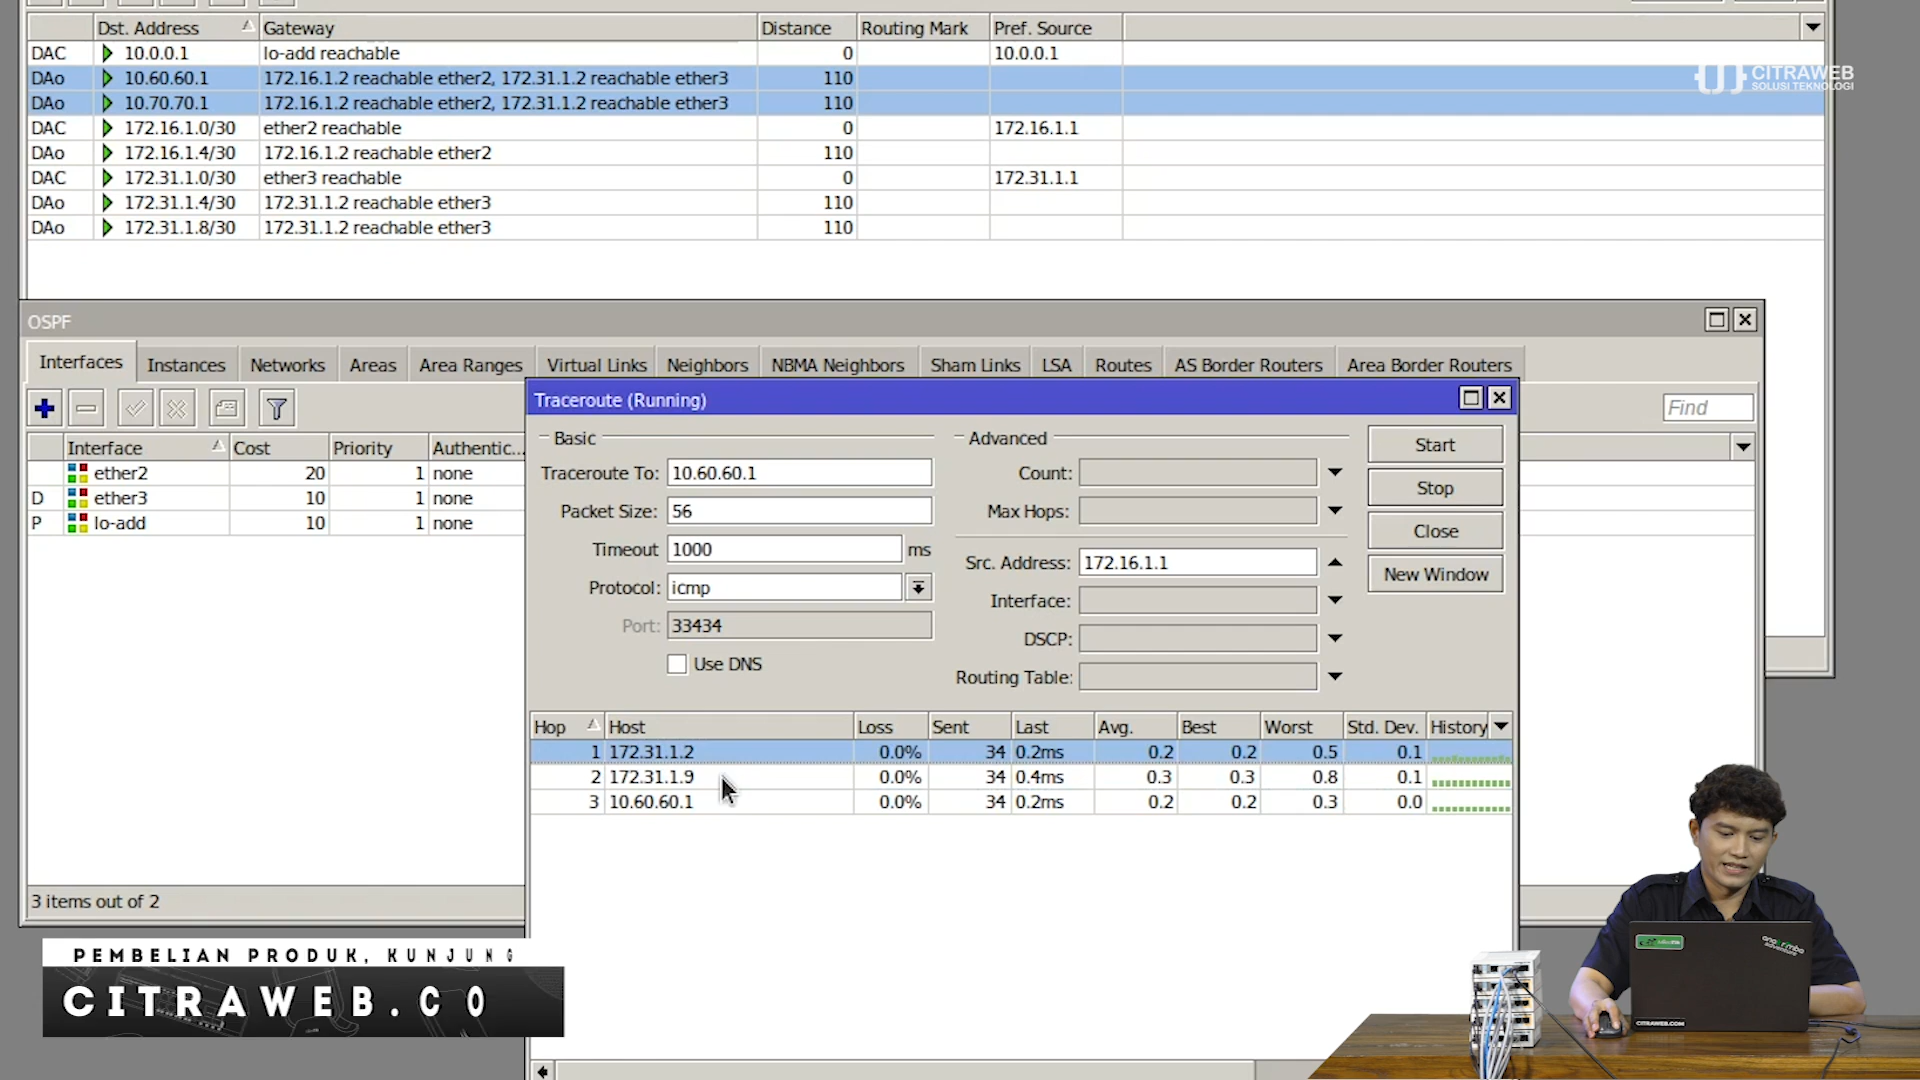 Dst. Address Gateway Distance Routing Mark Pref. Source
DAC 10.0.0.1 lo-add reachable 0 10.0.0.1
DAo 10.60.60.1 172.16.1.2 reachable ether2, 172.31.1.2 reachable ether3 110
DAo 10.70.70.1 172.16.1.2 reachable ether2, 172.31.1.2 reachable ether3 110
DAC 172.16.1.0/30 ether2 reachable 0 172.16.1.1
DAo 172.16.1.4/30 172.16.1.2 reachable ether2 110
DAC 172.31.1.0/30 ether3 reachable 0 172.31.1.1
DAo 172.31.1.4/30 172.31.1.2 reachable ether3 110
DAo 172.31.1.8/30 172.31.1.2 reachable ether3 110
CITRAWEB
SOLUSI TEKNOLOGI
OSPF
Interfaces Instances Networks Areas Area Ranges Virtual Links Neighbors NBMA Neighbors Sham Links LSA Routes AS Border Routers Area Border Routers
Find
Interface Cost Priority Authentic...
ether2 20 1 none
D ether3 10 1 none
P lo-add 10 1 none
3 items out of 2
Traceroute (Running)
Basic
Traceroute To: 10.60.60.1
Packet Size: 56
Timeout 1000 ms
Protocol: icmp
Port: 33434
Use DNS
Advanced
Count:
Max Hops:
Src. Address: 172.16.1.1
Interface:
DSCP:
Routing Table:
Start
Stop
Close
New Window
Hop Host Loss Sent Last Avg. Best Worst Std. Dev. History
1 172.31.1.2 0.0% 34 0.2ms 0.2 0.2 0.5 0.1
2 172.31.1.9 0.0% 34 0.4ms 0.3 0.3 0.8 0.1
3 10.60.60.1 0.0% 34 0.2ms 0.2 0.2 0.3 0.0
PEMBELIAN PRODUK, KUNJUNG
CITRAWEB.CO
CITRAWEB.COM